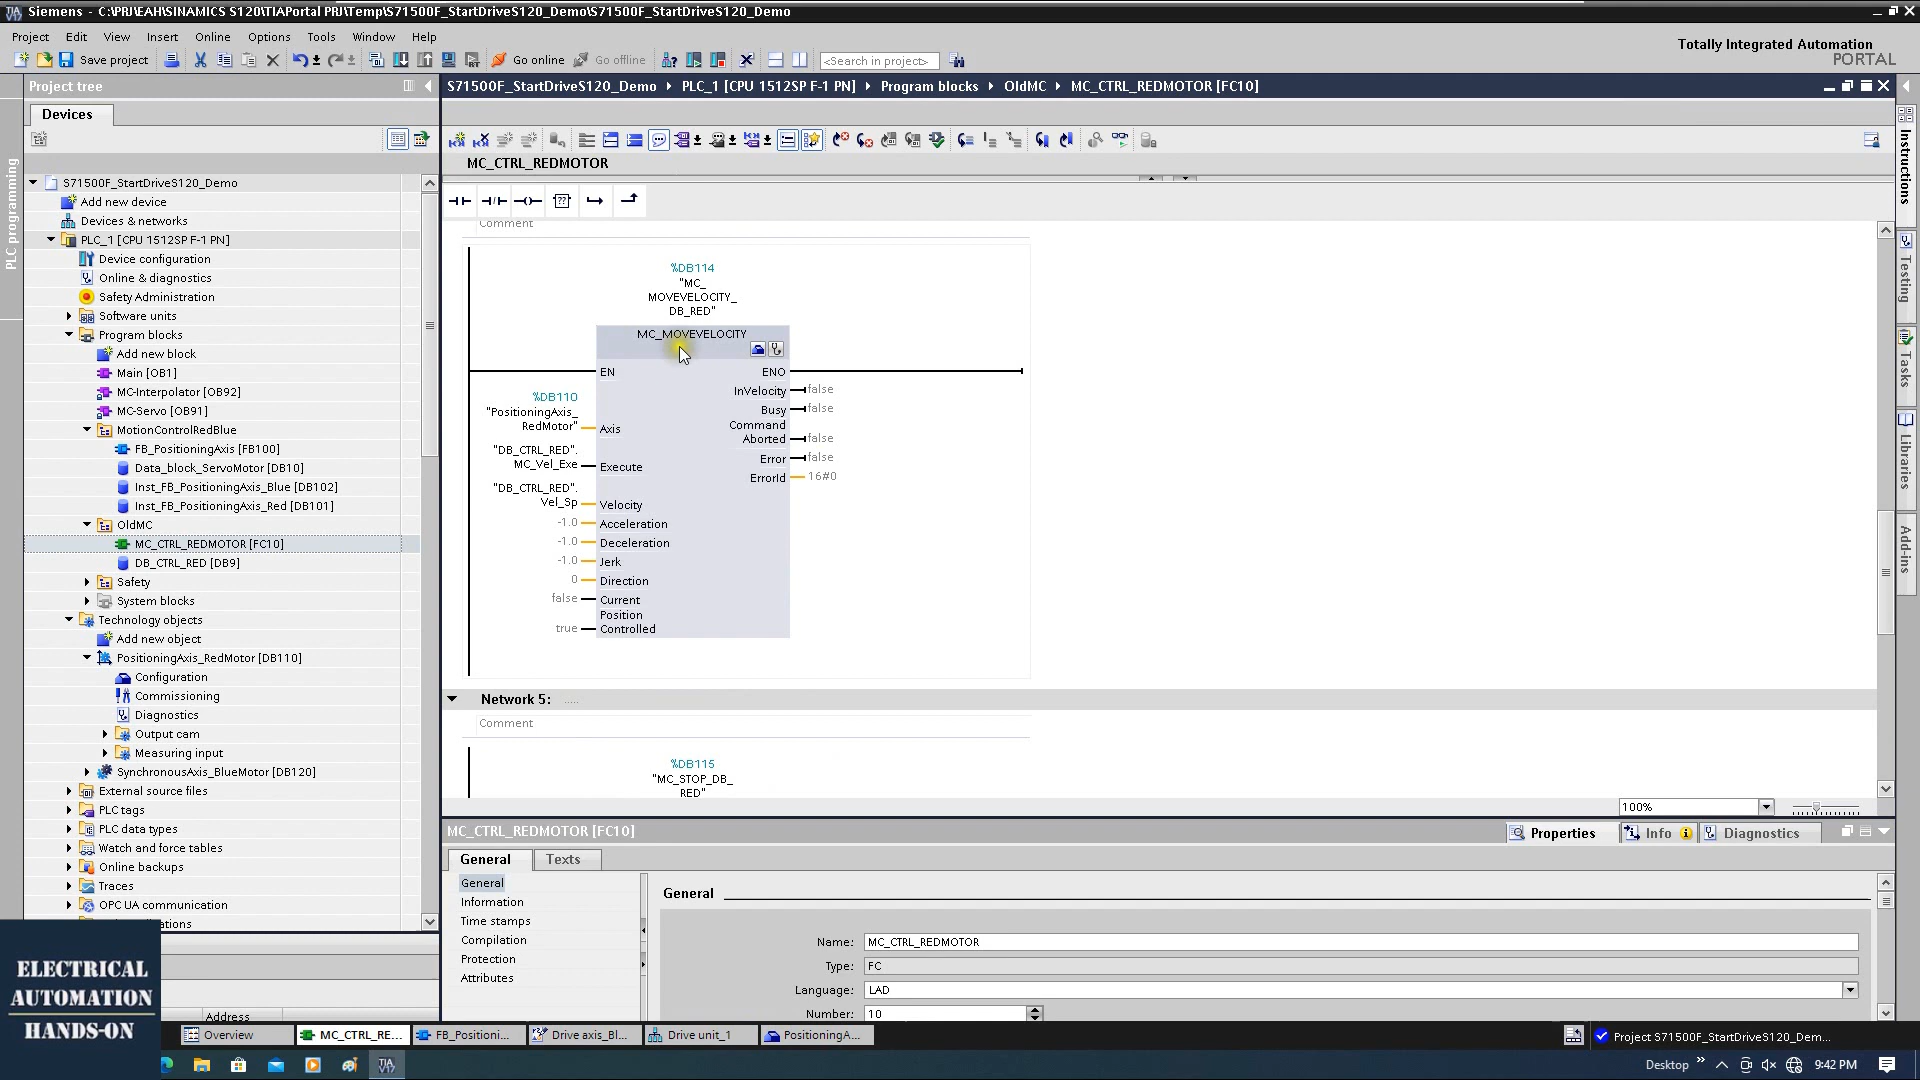 Siemens - C:\PRJ\EAH\SINAMICS S120\TIAPortal PRJ\Temp\S71500F_StartDriveS120_Demo\S71500F_StartDriveS120_Demo
Project Edit View Insert Online Options Tools Window Help
Totally Integrated Automation
PORTAL
Save project
Go online
Go offline
<Search in project>
Project tree
S71500F_StartDriveS120_Demo PLC_1 [CPU 1512SP F-1 PN] Program blocks OldMC MC_CTRL_REDMOTOR [FC10]
Devices
PLC programming
S71500F_StartDriveS120_Demo
Add new device
Devices & networks
PLC_1 [CPU 1512SP F-1 PN]
Device configuration
Online & diagnostics
Safety Administration
Software units
Program blocks
Add new block
Main [OB1]
MC-Interpolator [OB92]
MC-Servo [OB91]
MotionControlRedBlue
FB_PositioningAxis [FB100]
Data_block_ServoMotor [DB10]
Inst_FB_PositioningAxis_Blue [DB102]
Inst_FB_PositioningAxis_Red [DB101]
OldMC
MC_CTRL_REDMOTOR [FC10]
DB_CTRL_RED [DB9]
Safety
System blocks
Technology objects
Add new object
PositioningAxis_RedMotor [DB110]
Configuration
Commissioning
Diagnostics
Output cam
Measuring input
SynchronousAxis_BlueMotor [DB120]
External source files
PLC tags
PLC data types
Watch and force tables
Online backups
Traces
OPC UA communication
Address
MC_CTRL_REDMOTOR
??
Comment
%DB114
"MC_
MOVEVELOCITY_
DB_RED"
MC_MOVEVELOCITY
EN ENO
%DB110
"PositioningAxis_
RedMotor" Axis
"DB_CTRL_RED".
MC_Vel_Exe Execute
"DB_CTRL_RED".
Vel_Sp Velocity
-1.0 Acceleration
-1.0 Deceleration
-1.0 Jerk
0 Direction
false Current
Position
true Controlled
InVelocity false
Busy false
Command
Aborted false
Error false
ErrorId 16#0
Network 5: .....
Comment
%DB115
"MC_STOP_DB_
RED"
100%
Instructions
Testing
Tasks
Libraries
Add-ins
MC_CTRL_REDMOTOR [FC10]
Properties Info Diagnostics
General Texts
General
Information
Time stamps
Compilation
Protection
Attributes
General
Name: MC_CTRL_REDMOTOR
Type: FC
Language: LAD
Number: 10
ELECTRICAL
AUTOMATION
HANDS-ON
Overview MC_CTRL_RE... FB_Positioni... Drive axis_Bl... Drive unit_1 PositioningA...
Project S71500F_StartDriveS120_Dem...
Desktop 9:42 PM